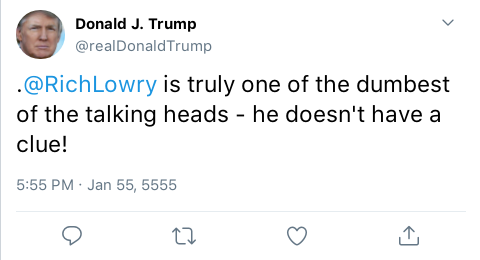 Donald J. Trump
@realDonaldTrump
.@RichLowry is truly one of the dumbest
of the talking heads - he doesn't have a
clue!
5:55 PM · Jan 55, 5555